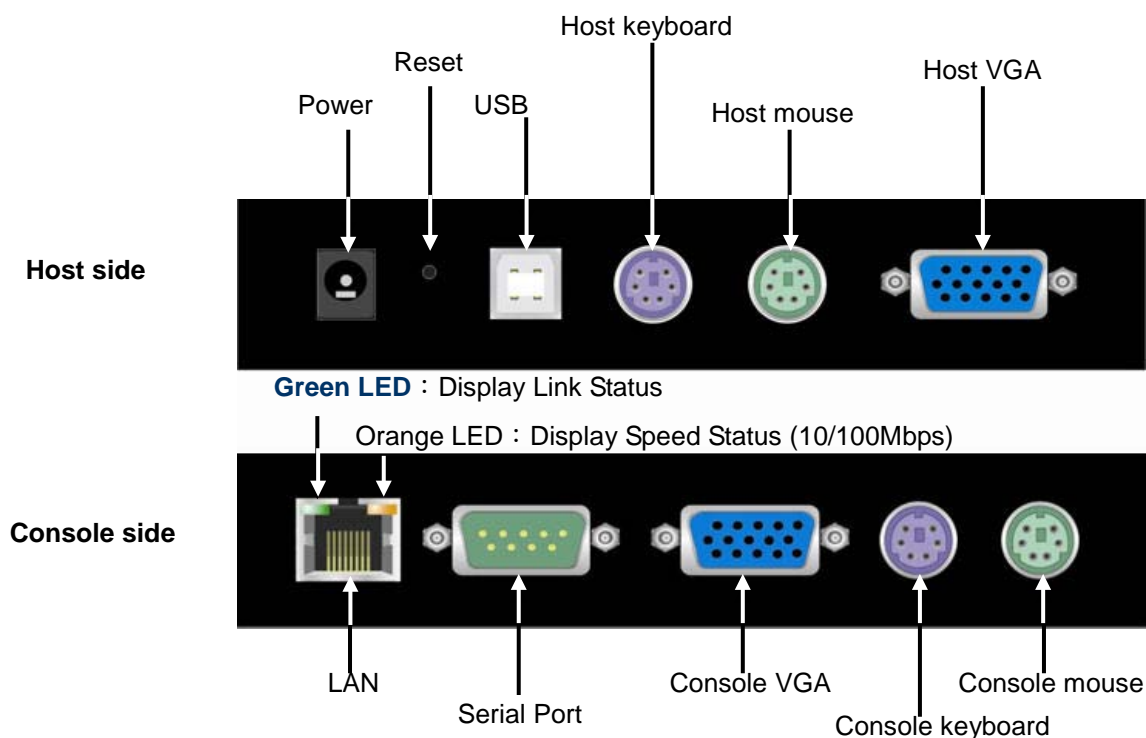 Host keyboard
Reset
Host VGA
Power
USB
Host mouse
Host side
Green LED：Display Link Status
Orange LED：Display Speed Status (10/100Mbps)
Console side
LAN
Console VGA
Console mouse
Serial Port
Console keyboard